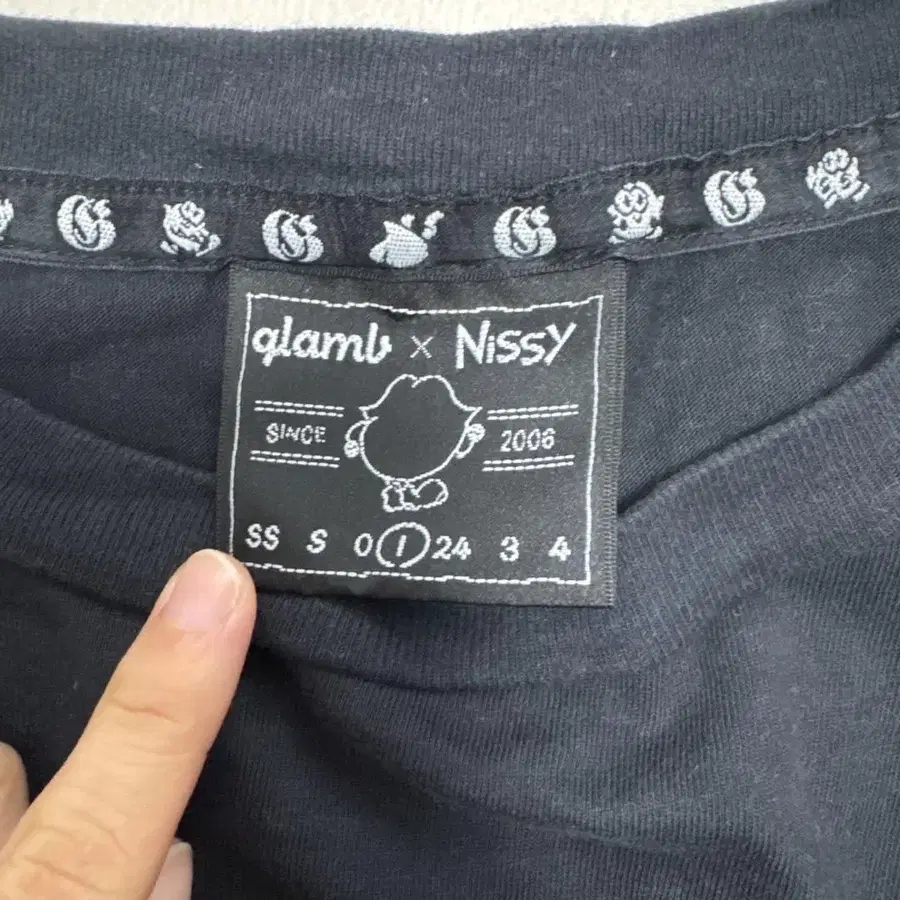 G G G G
glamb x Nissy
SINCE 2006
SS S 0 1 24 3 4